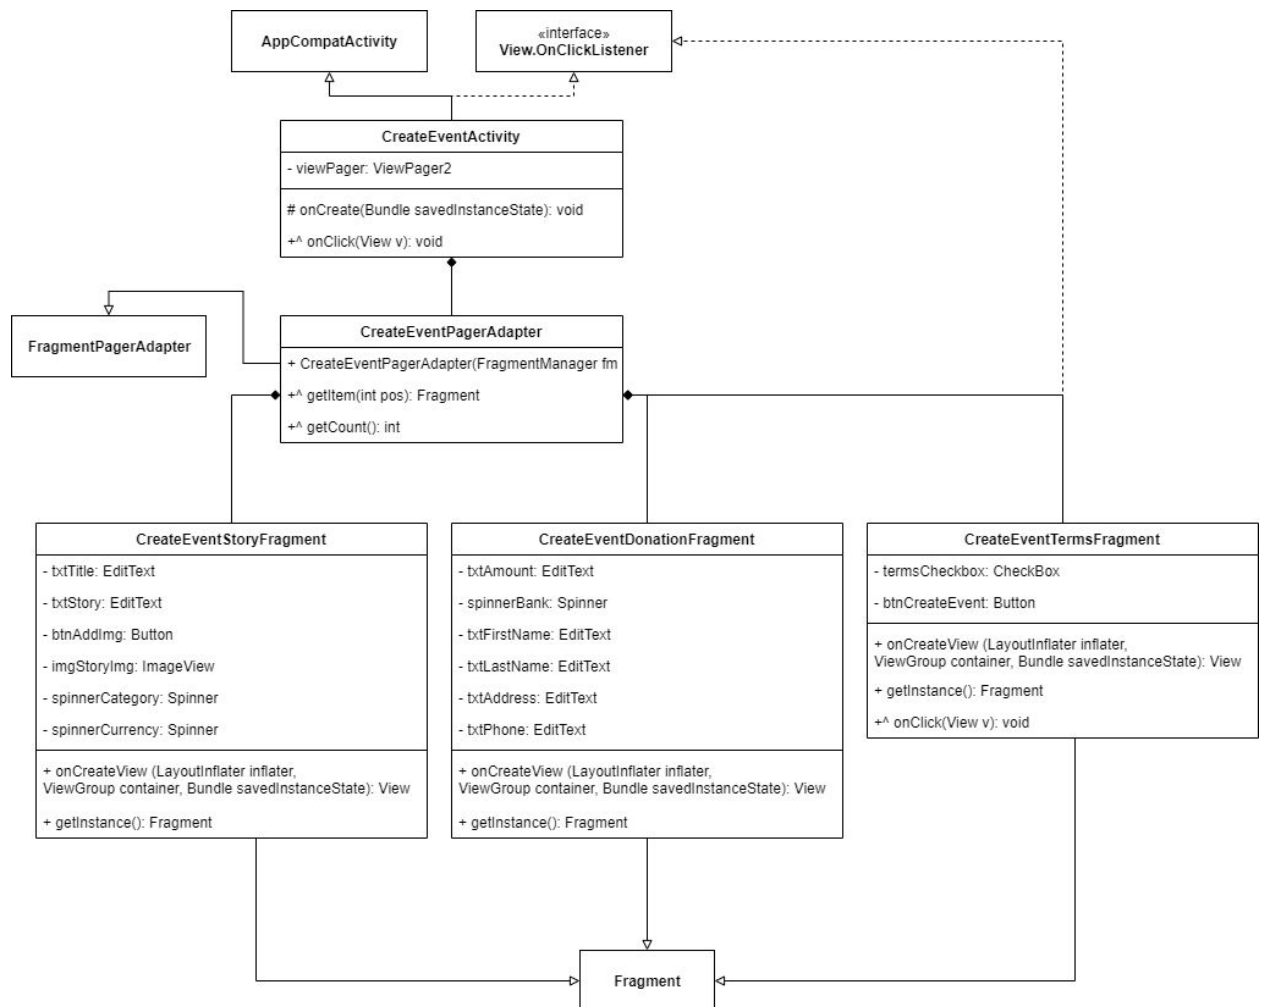 AppCompatActivity
«interface»
View.OnClickListener
CreateEventActivity
- viewPager: ViewPager2
# onCreate(Bundle savedInstanceState): void
+^ onClick(View v): void
FragmentPagerAdapter
CreateEventPagerAdapter
+ CreateEventPagerAdapter(FragmentManager fm
+^ getItem(int pos): Fragment
+^ getCount(): int
CreateEventStoryFragment
- txtTitle: EditText
- txtStory: EditText
- btnAddImg: Button
- imgStoryImg: ImageView
- spinnerCategory: Spinner
- spinnerCurrency: Spinner
+ onCreateView (LayoutInflater inflater,
ViewGroup container, Bundle savedInstanceState): View
+ getInstance(): Fragment
CreateEventDonationFragment
- txtAmount: EditText
- spinnerBank: Spinner
- txtFirstName: EditText
- txtLastName: EditText
- txtAddress: EditText
- txtPhone: EditText
+ onCreateView (LayoutInflater inflater,
ViewGroup container, Bundle savedInstanceState): View
+ getInstance(): Fragment
CreateEventTermsFragment
- termsCheckbox: CheckBox
- btnCreateEvent: Button
+ onCreateView (LayoutInflater inflater,
ViewGroup container, Bundle savedInstanceState): View
+ getInstance(): Fragment
+^ onClick(View v): void
Fragment